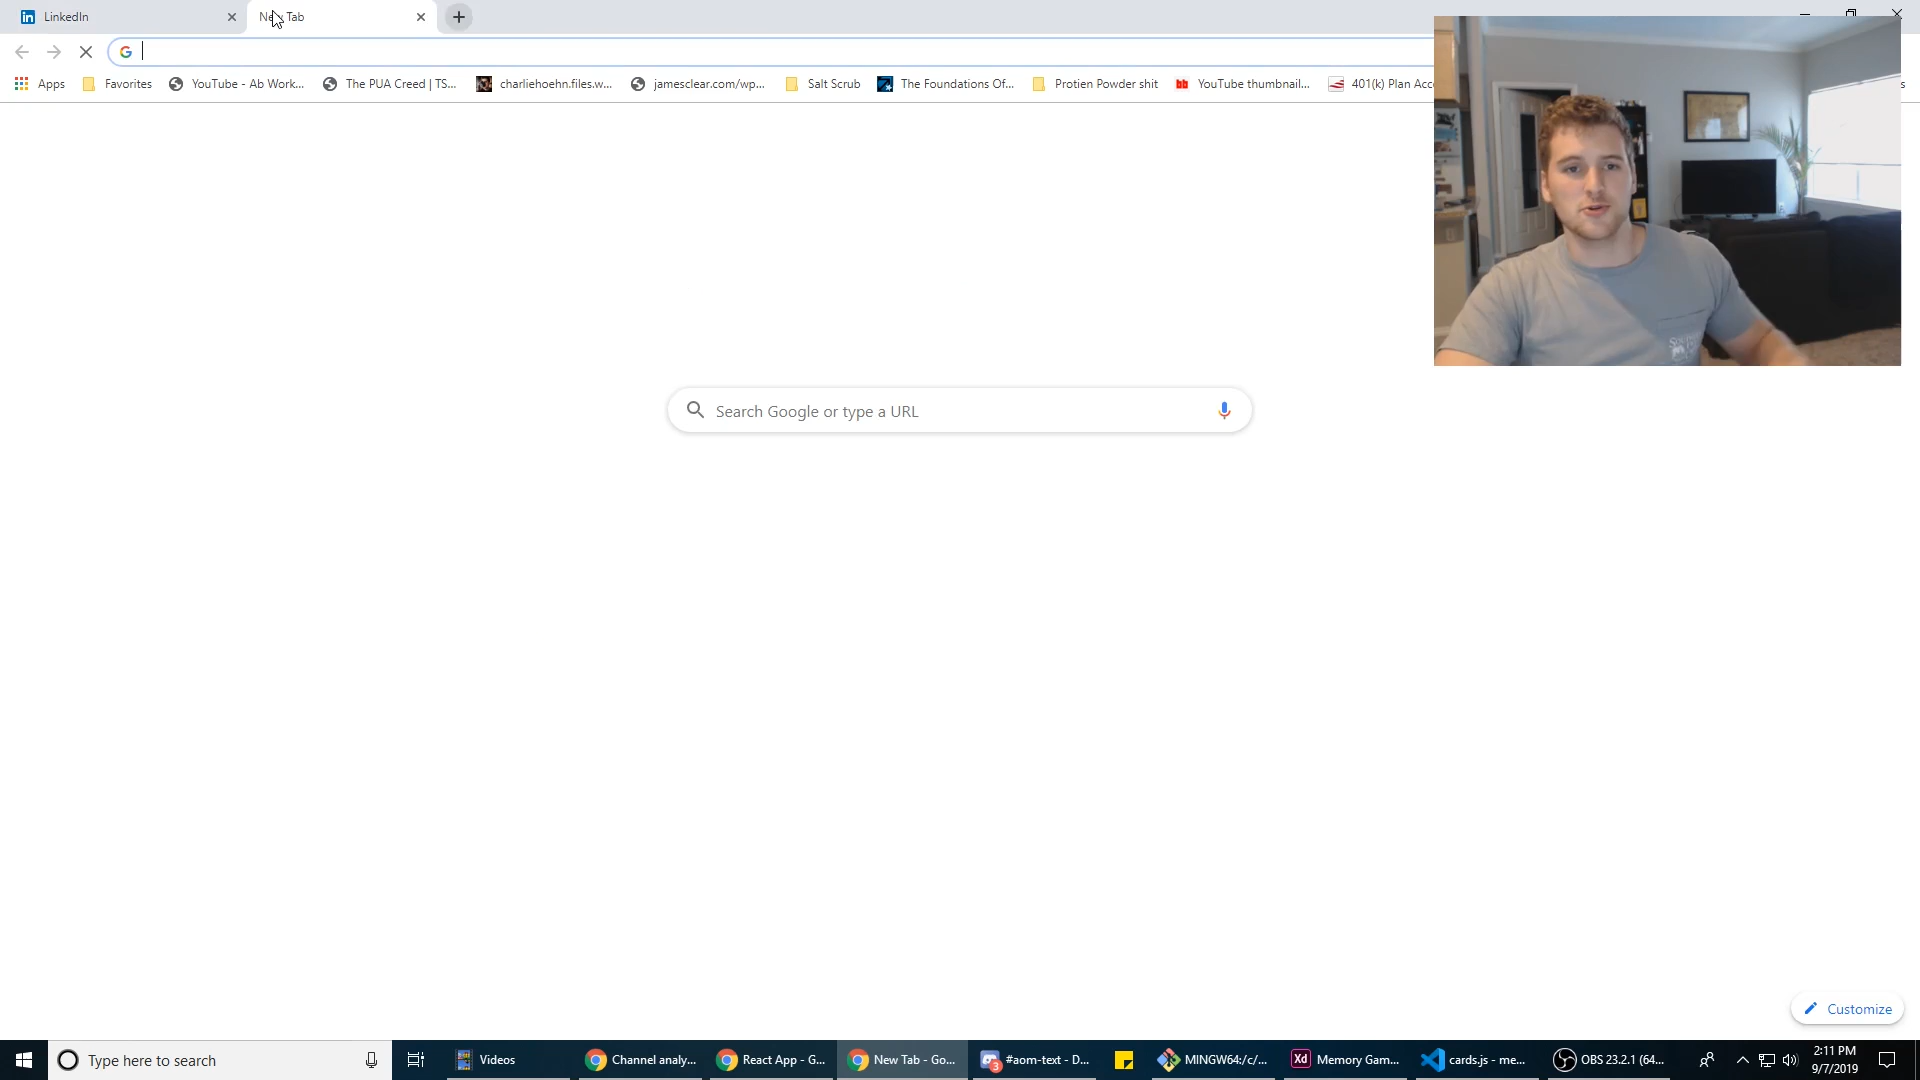 LinkedIn
New Tab
Apps
Favorites
YouTube - Ab Work...
The PUA Creed | TS...
charliehoehn.files.w...
jamesclear.com/wp...
Salt Scrub
The Foundations Of...
Protien Powder shit
YouTube thumbnail...
401(k) Plan Acc
s
Search Google or type a URL
Customize
Type here to search
Videos
Channel analy...
React App - G...
New Tab - Go...
#aom-text - D...
MINGW64:/c/...
Memory Gam...
cards.js - me...
OBS 23.2.1 (64...
2:11 PM
9/7/2019